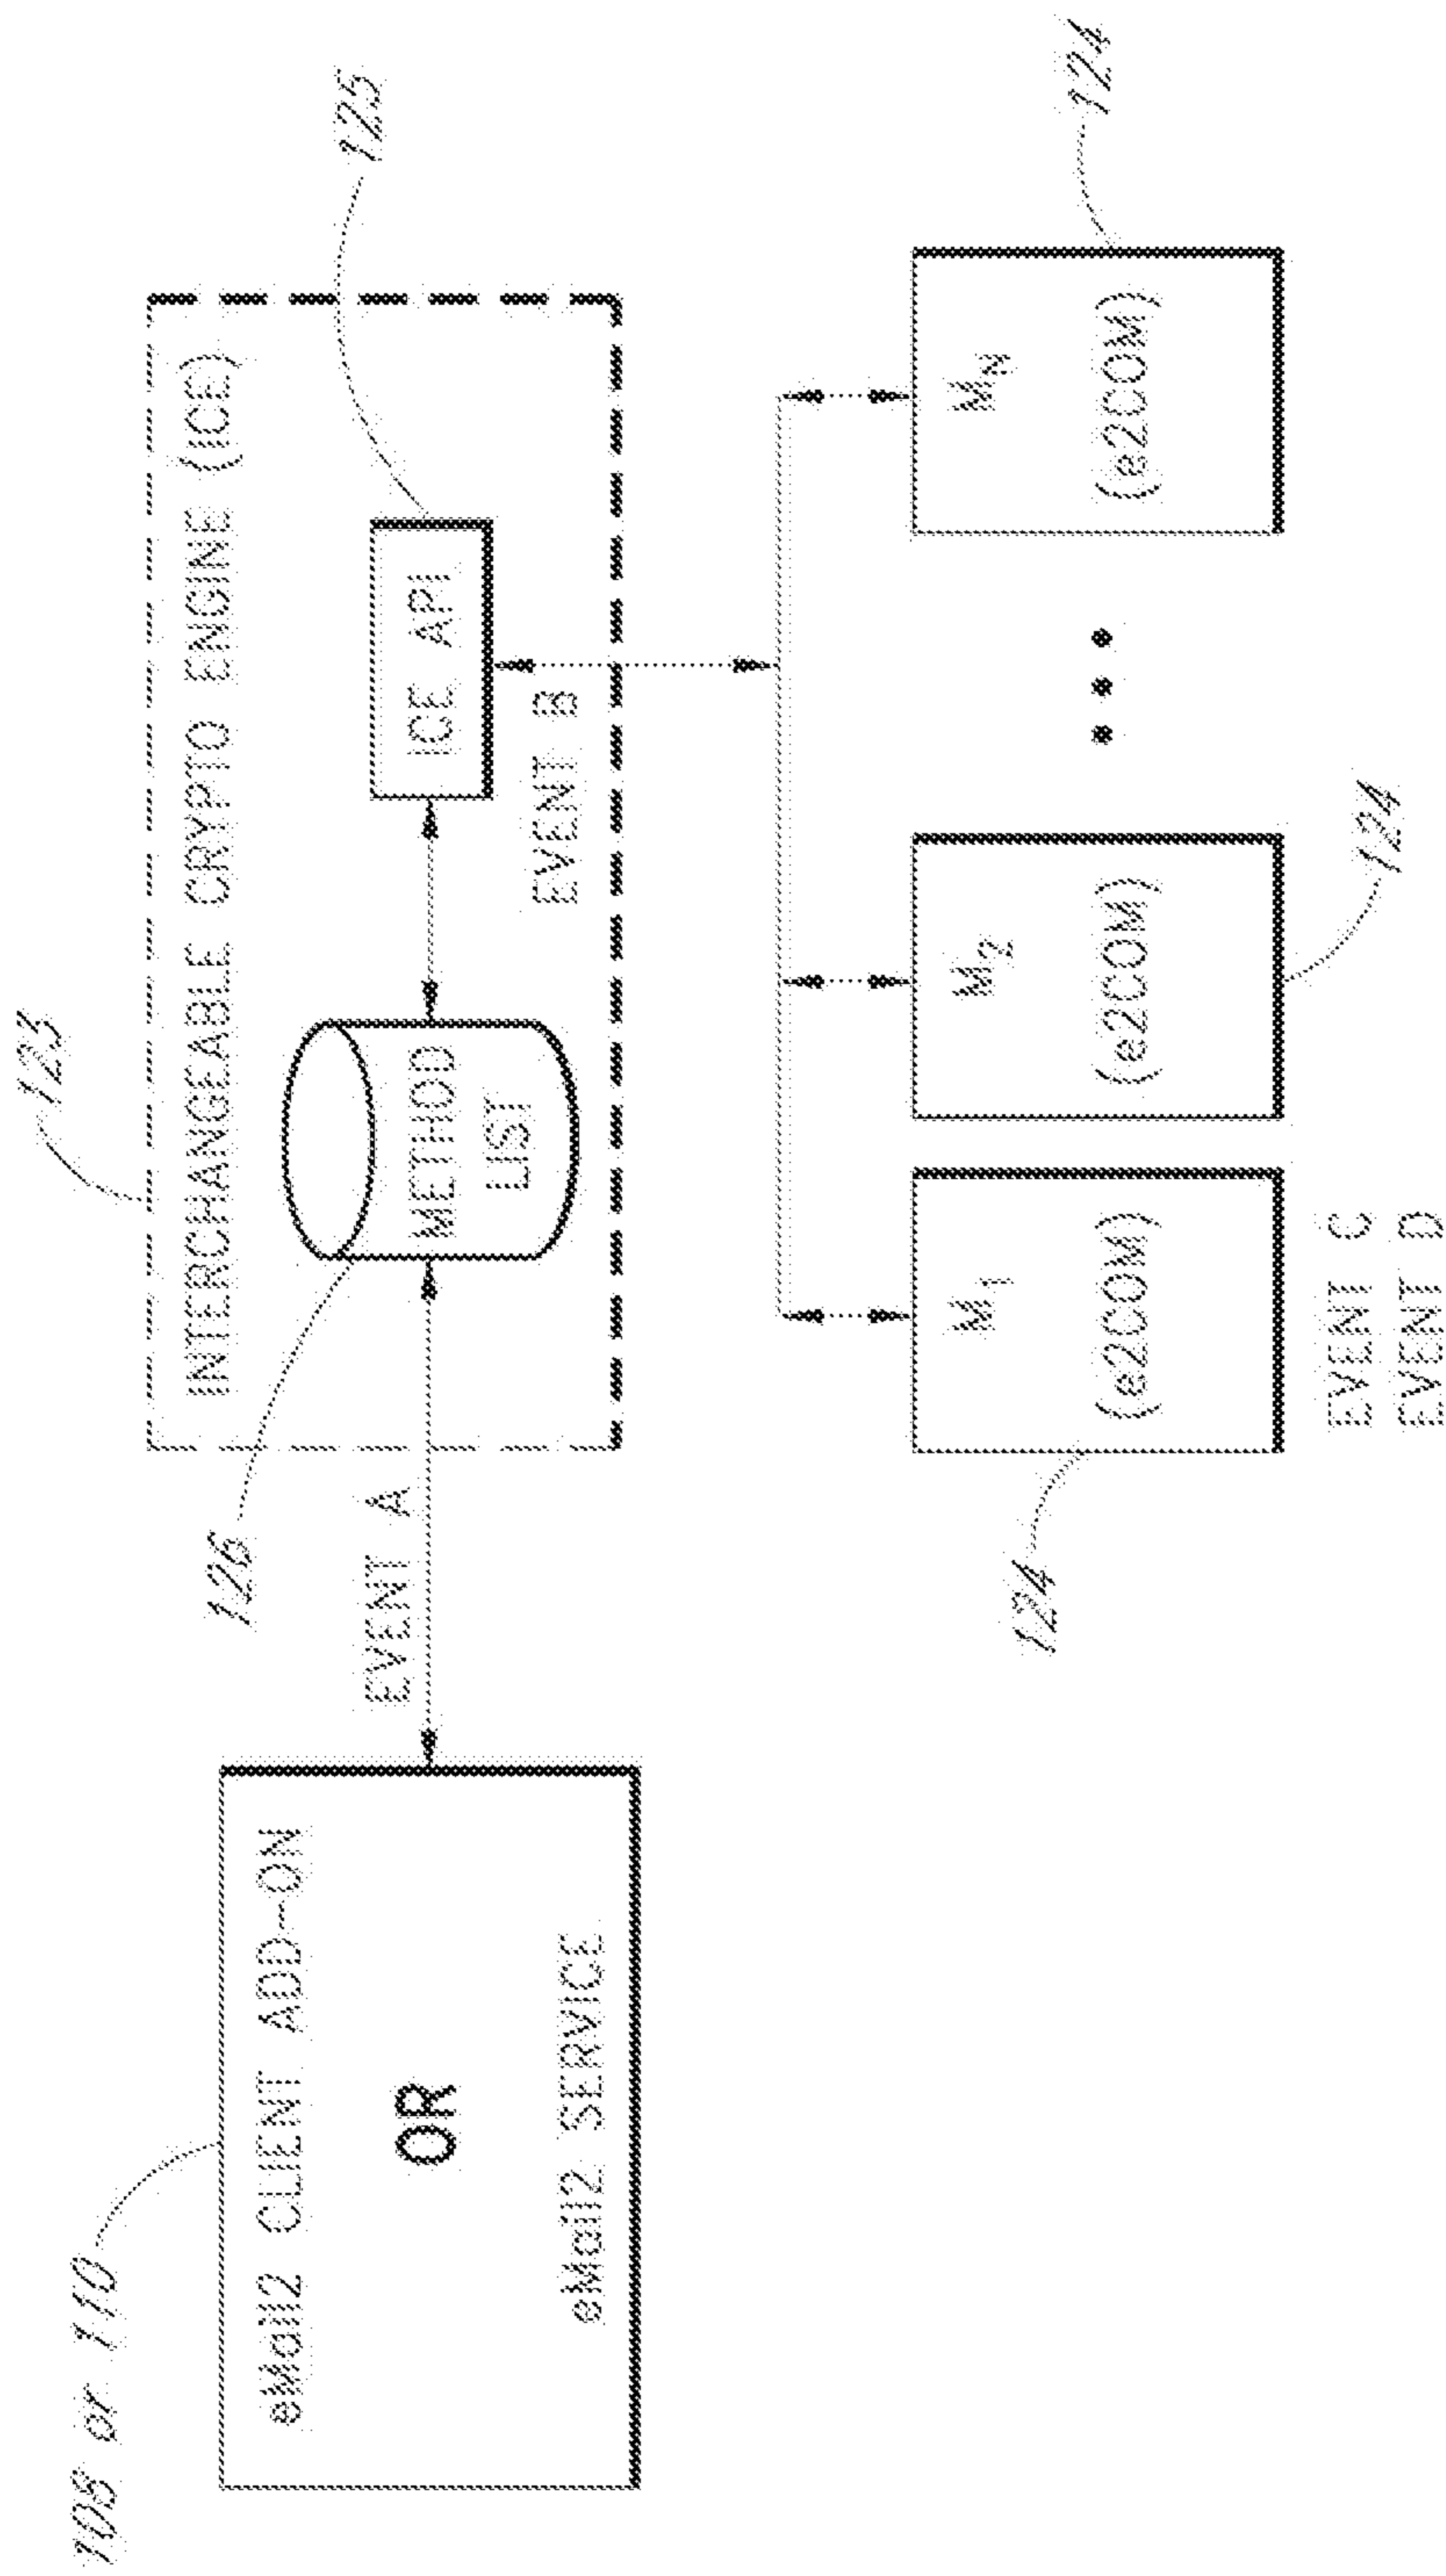 108 or 110
eMail2 CLIENT ADD-ON
OR
eMail2 SERVICE
EVENT A
126
123
INTERCHANGEABLE CRYPTO ENGINE (ICE)
METHOD
LIST
ICE API
125
EVENT B
M1
(e2COM)
124
EVENT C
EVENT D
M2
(e2COM)
124
MN
(e2COM)
124